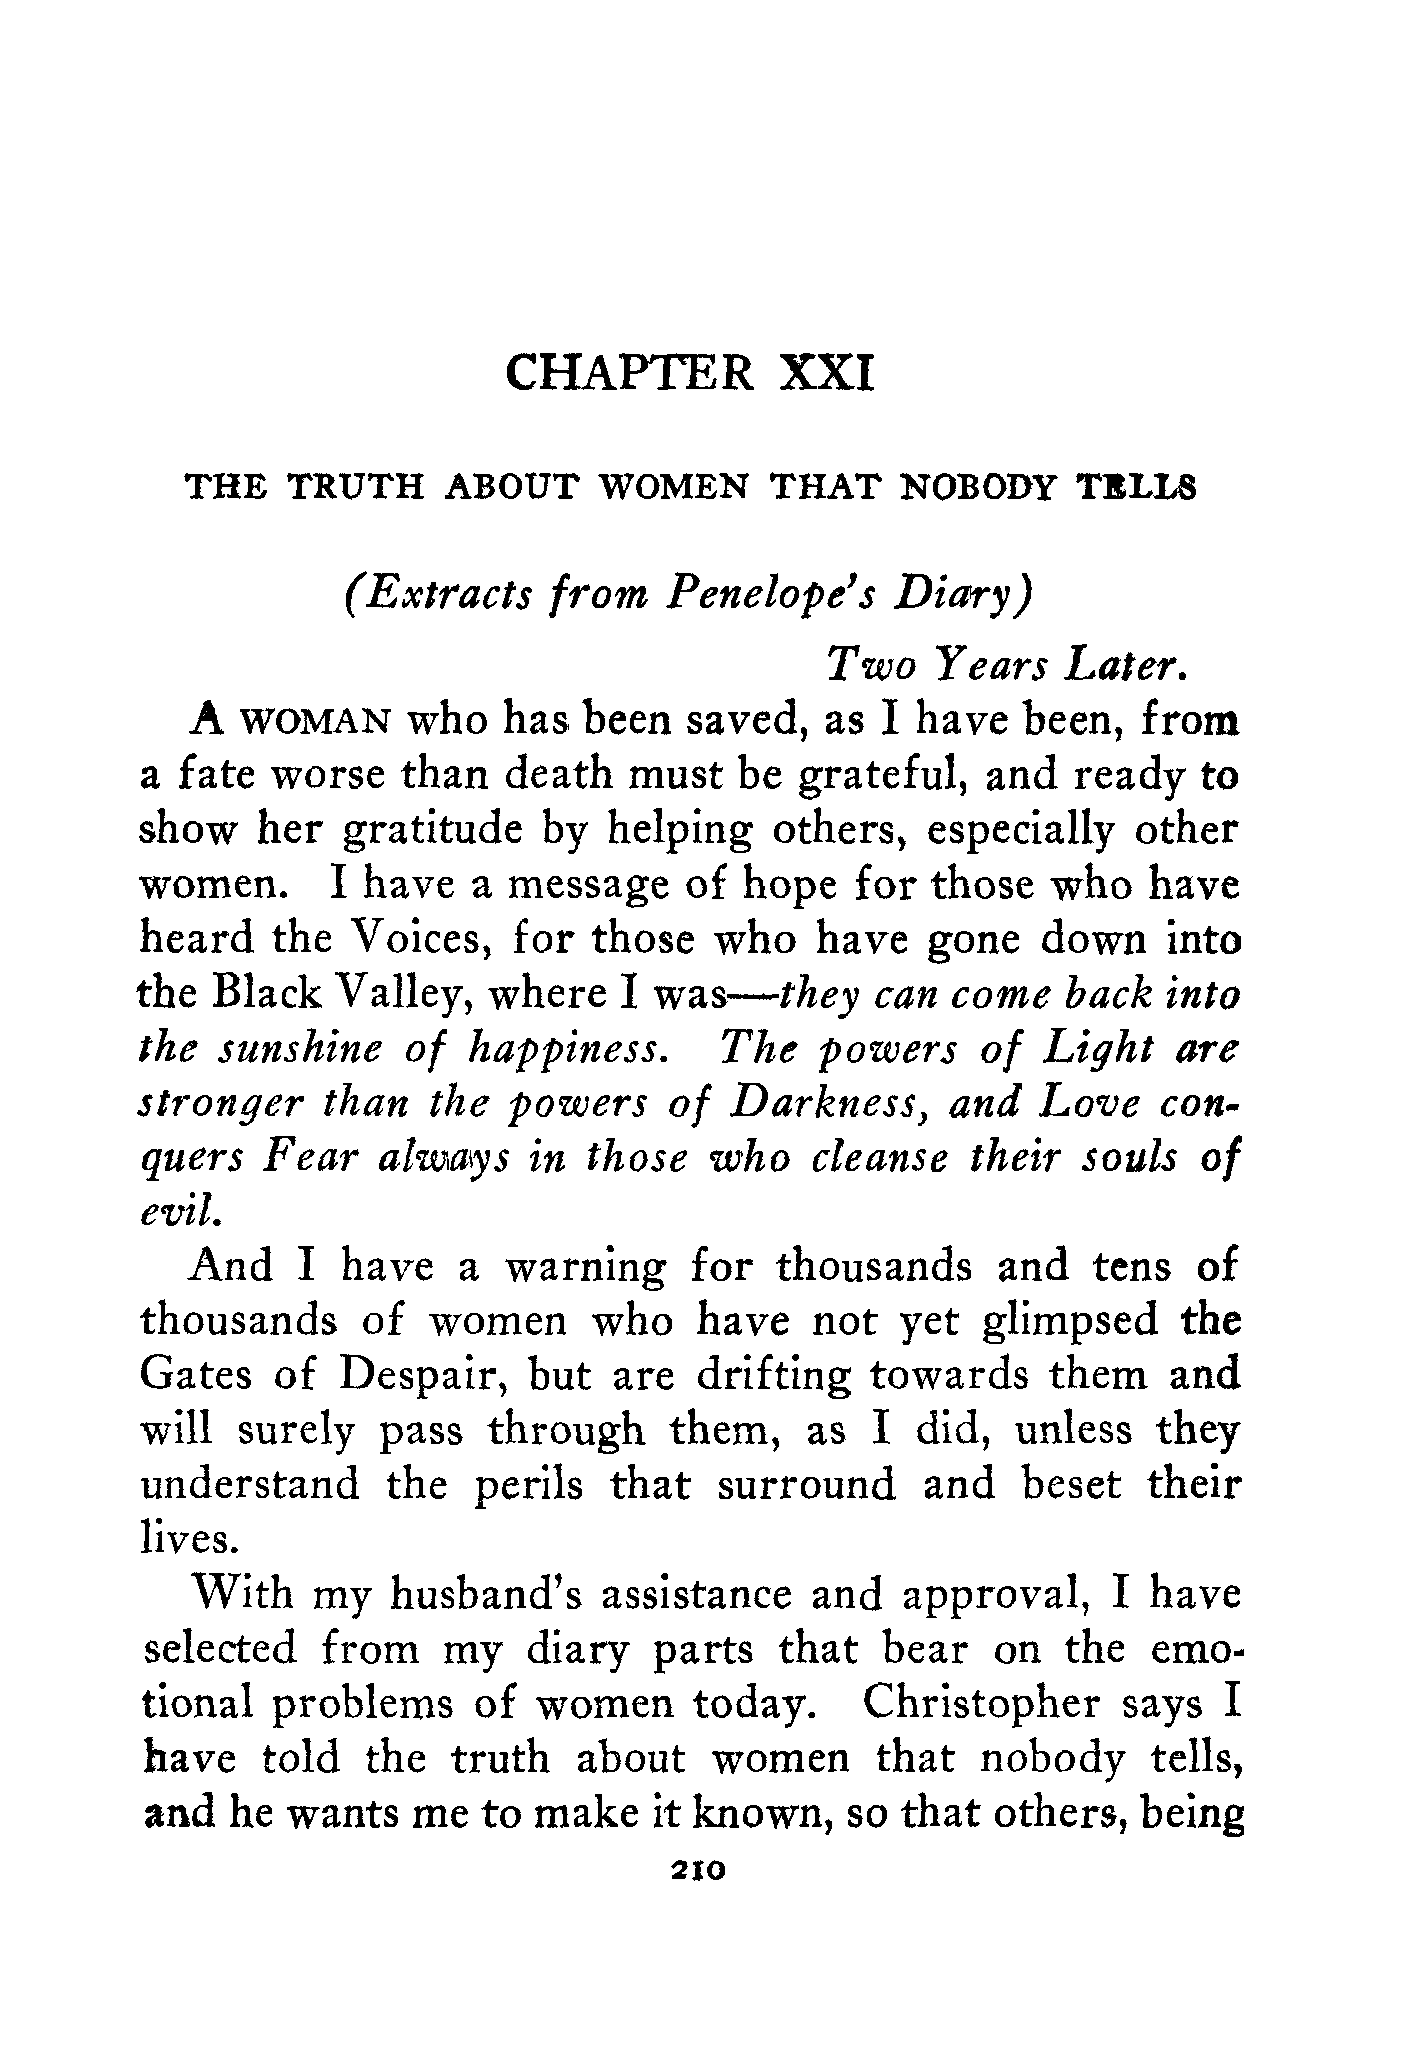 CHAPTER XXI
THE TRUTH ABOUT WOMEN THAT NOBODY TELLS
(Extracts from Penelope's Diary)
Two Years Later.
A WOMAN who has been saved, as I have been, from
a fate worse than death must be grateful, and ready to
show her gratitude by helping others, especially other
women. I have a message of hope for those who have
heard the Voices, for those who have gone down into
the Black Valley, where I was—they can come back into
the sunshine of happiness. The powers of Light are
stronger than the powers of Darkness, and Love con-
quers Fear always in those who cleanse their souls of
evil.
And I have a warning for thousands and tens of
thousands of women who have not yet glimpsed the
Gates of Despair, but are drifting towards them and
will surely pass through them, as I did, unless they
understand the perils that surround and beset their
lives.
With my husband's assistance and approval, I have
selected from my diary parts that bear on the emo-
tional problems of women today. Christopher says I
have told the truth about women that nobody tells,
and he wants me to make it known, so that others, being
210